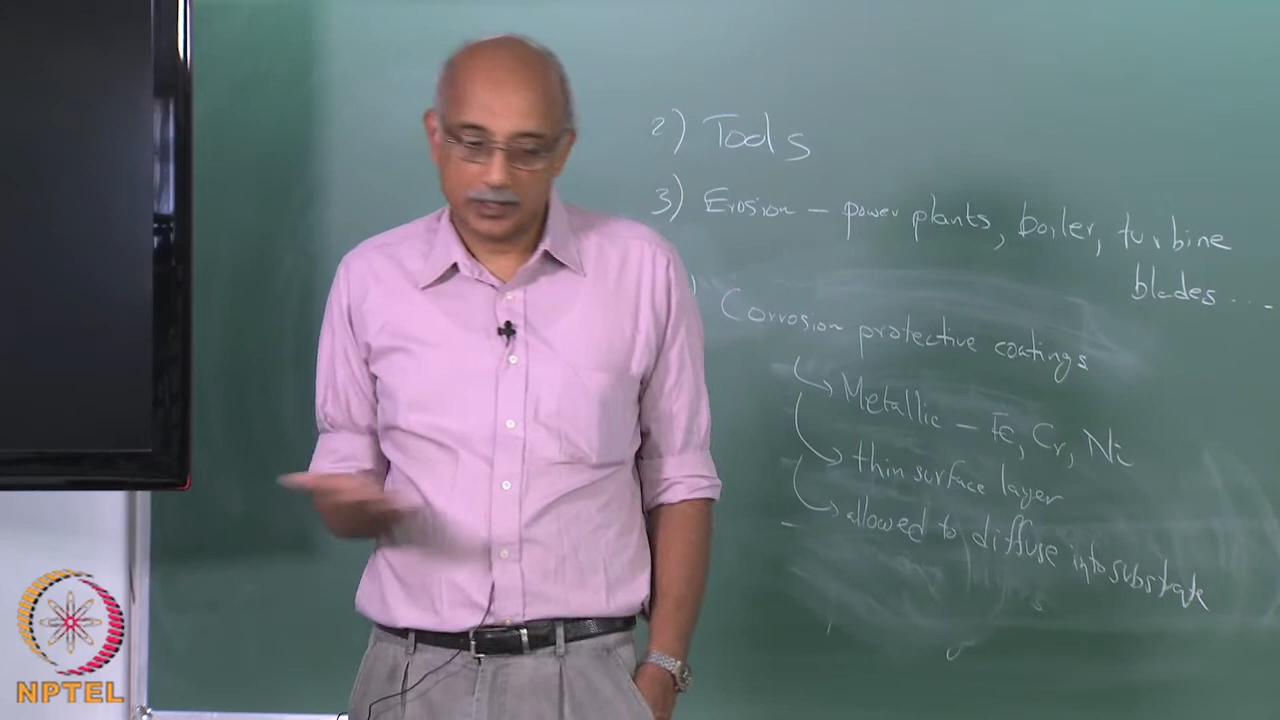 2) Tools
3) Erosion – power plants, boiler, turbine
blades ...
) Corrosion protective coatings
Metallic – Fe, Cr, Ni
thin surface layer
allowed to diffuse into substrate
NPTEL